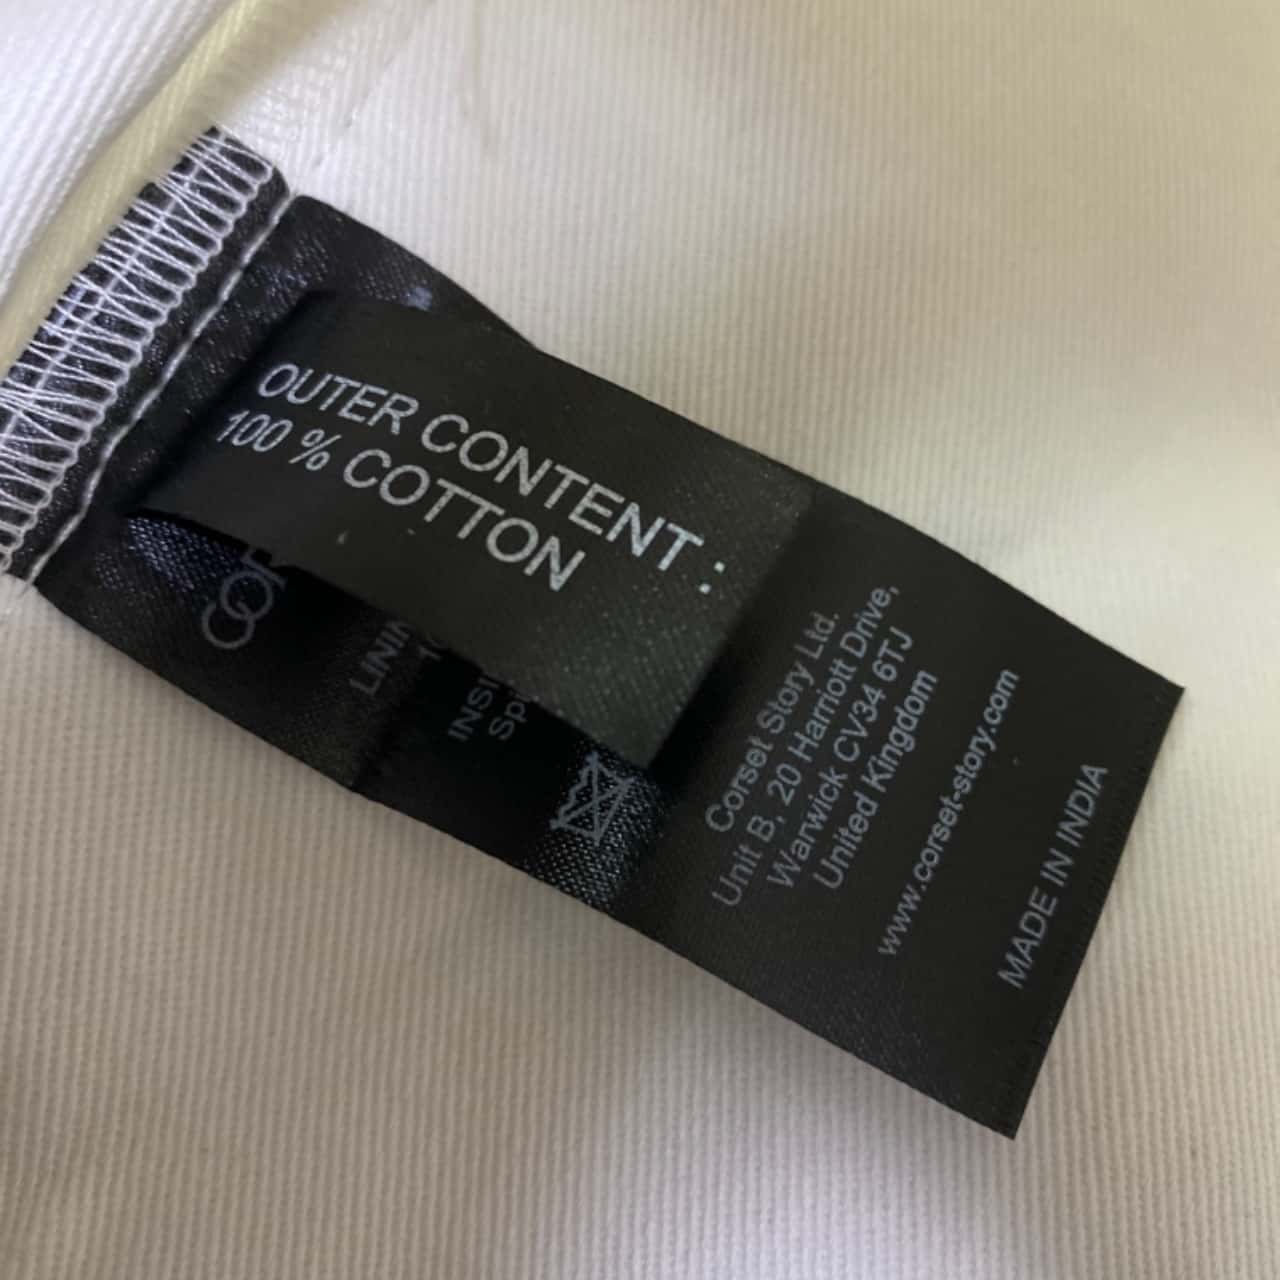 OUTER CONTENT :
100 % COTTON
Corset Story Ltd.
Unit B, 20 Harriott Drive,
Warwick CV34 6TJ
United Kingdom
www.corset-story.com
MADE IN INDIA